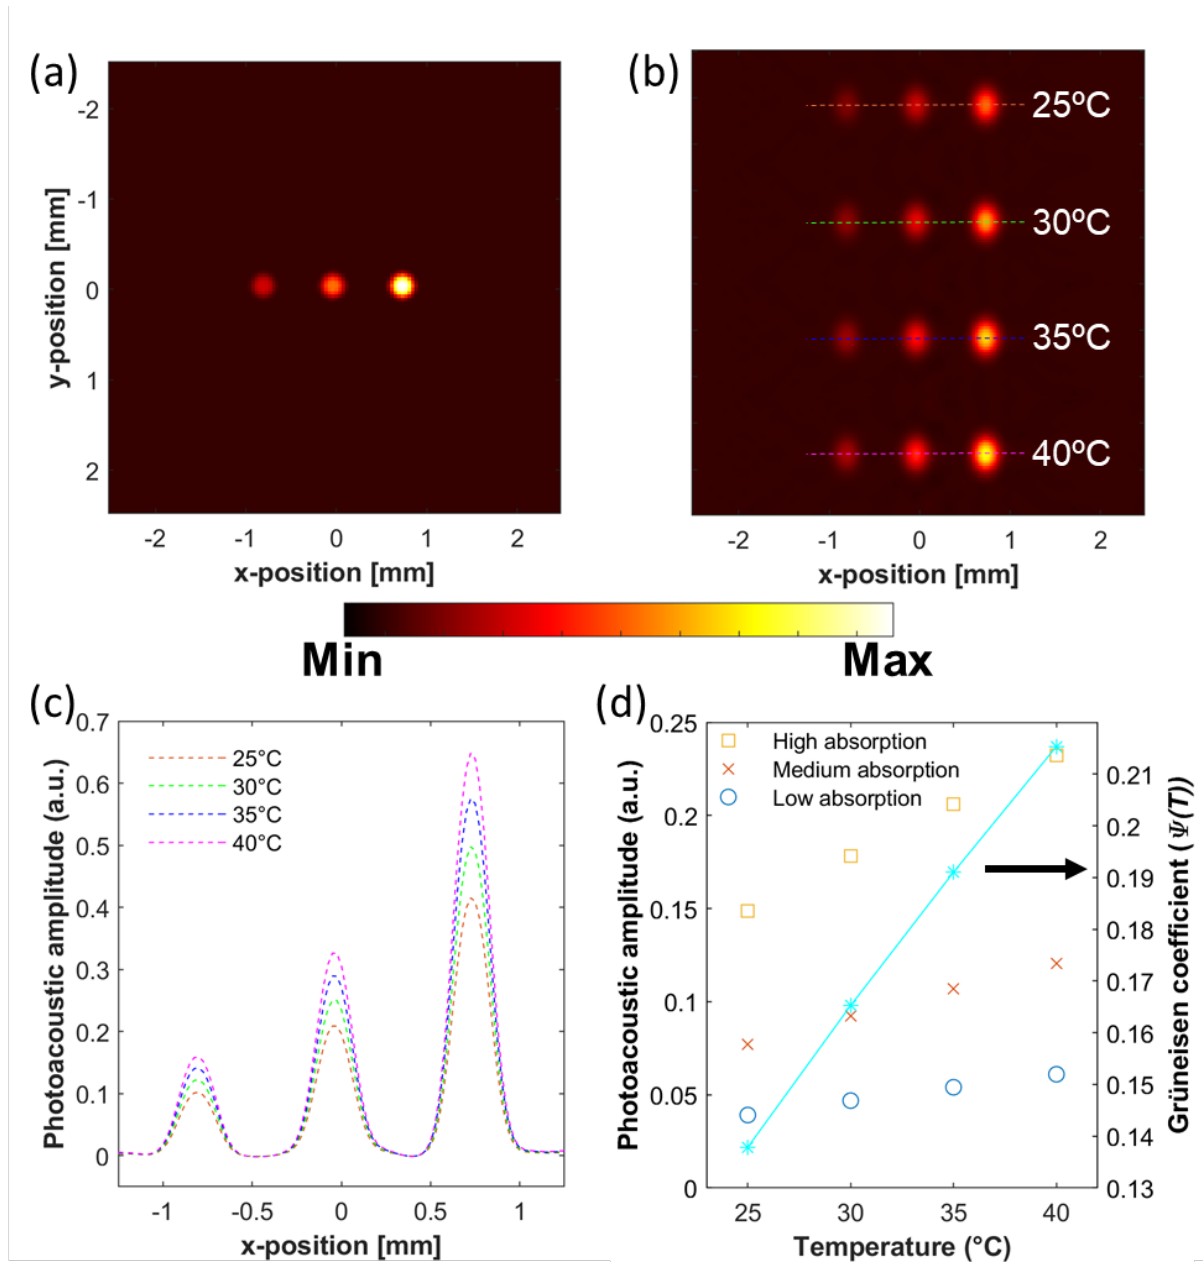 (a)
-2
-1
0
1
2
y-position [mm]
-2 -1 0 1 2
x-position [mm]
(b)
25ºC
30ºC
35ºC
40ºC
-2 -1 0 1 2
x-position [mm]
Min Max
(c)
0.7
0.6
0.5
0.4
0.3
0.2
0.1
0
Photoacoustic amplitude (a.u.)
25°C
30°C
35°C
40°C
-1 -0.5 0 0.5 1
x-position [mm]
(d)
0.25
0.2
0.15
0.1
0.05
0
Photoacoustic amplitude (a.u.)
High absorption
Medium absorption
Low absorption
0.21
0.2
0.19
0.18
0.17
0.16
0.15
0.14
0.13
Grüneisen coefficient (Ψ(T))
25 30 35 40
Temperature (°C)